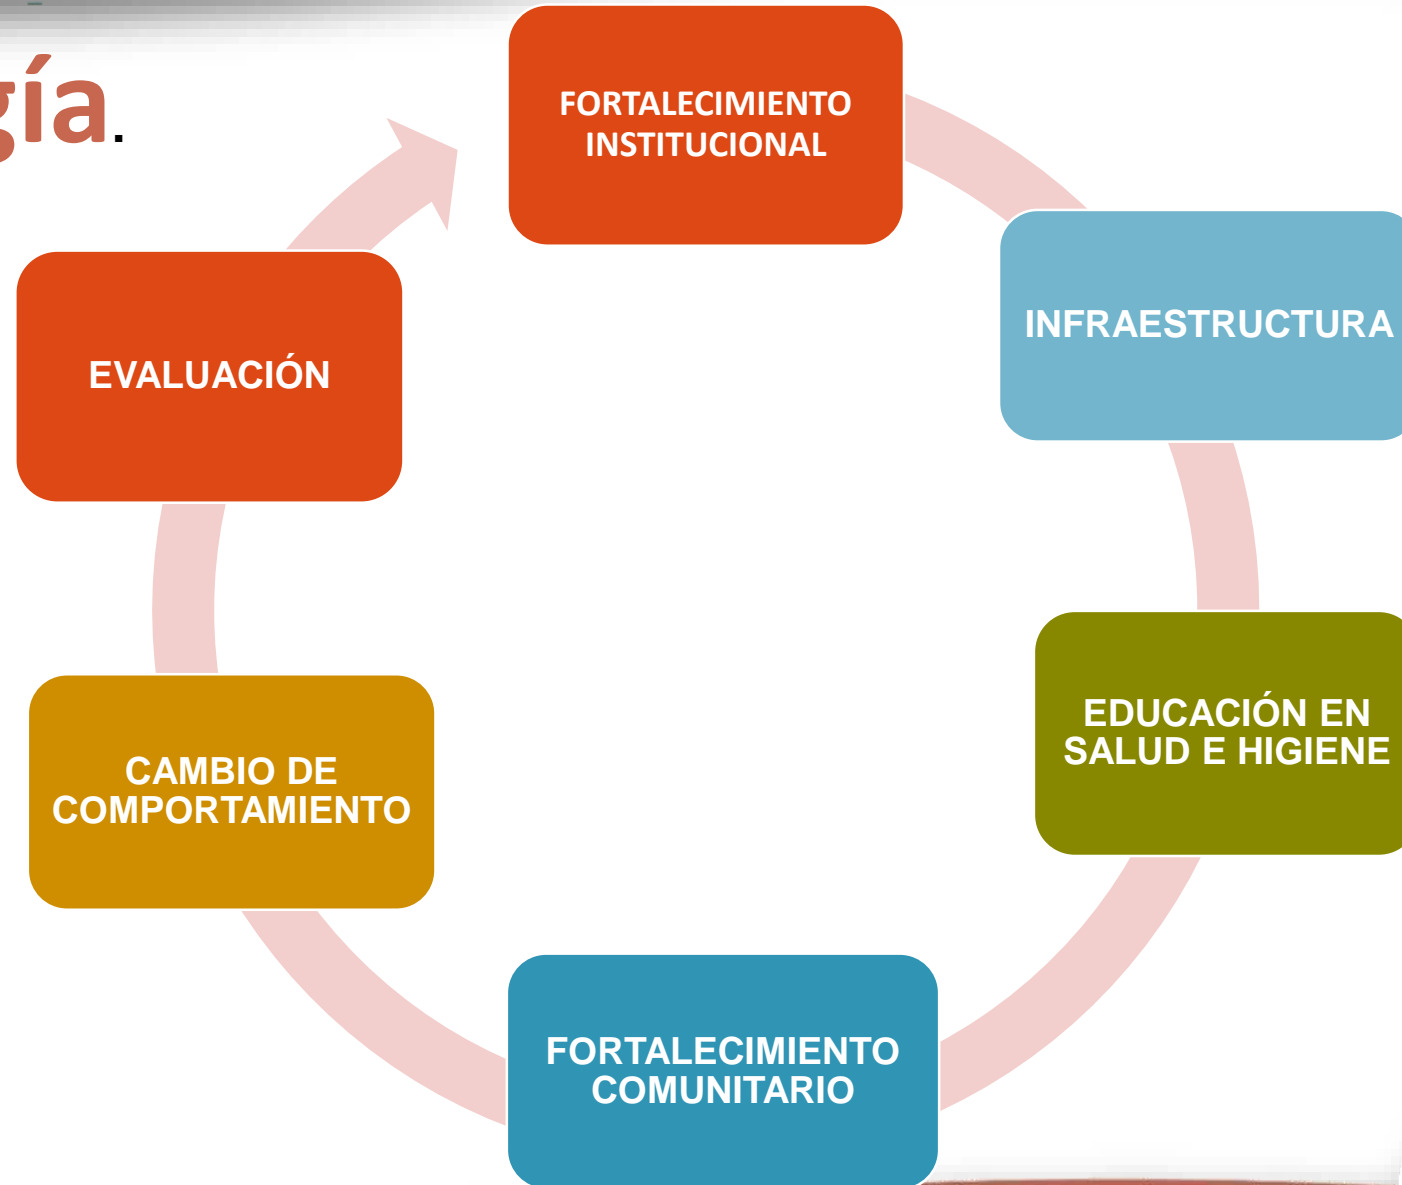 gía.
FORTALECIMIENTO
INSTITUCIONAL
INFRAESTRUCTURA
EDUCACIÓN EN
SALUD E HIGIENE
FORTALECIMIENTO
COMUNITARIO
CAMBIO DE
COMPORTAMIENTO
EVALUACIÓN